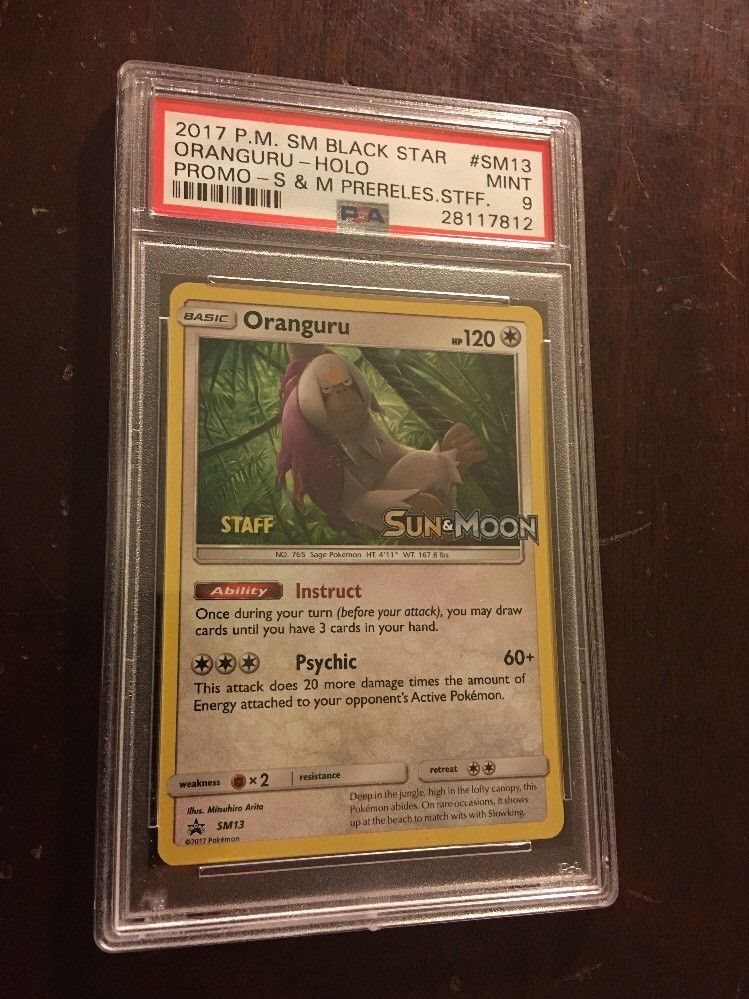 2017 P.M. SM BLACK STAR #SM13
ORANGURU-HOLO MINT
PROMO-S & M PRERELES.STFF. 9
PSA 28117812
BASIC Oranguru HP 120
STAFF SUN & MOON
NO. 765 Sage Pokémon HT: 4'11" WT: 167.6 lbs.
Ability Instruct
Once during your turn (before your attack), you may draw
cards until you have 3 cards in your hand.
Psychic 60+
This attack does 20 more damage times the amount of
Energy attached to your opponent's Active Pokémon.
weakness ×2 resistance retreat
Illus. Mitsuhiro Arita
SM13
©2017 Pokémon
Deep in the jungle, high in the lofty canopy, this
Pokémon abides. On rare occasions, it shows
up at the beach to match wits with Slowking.